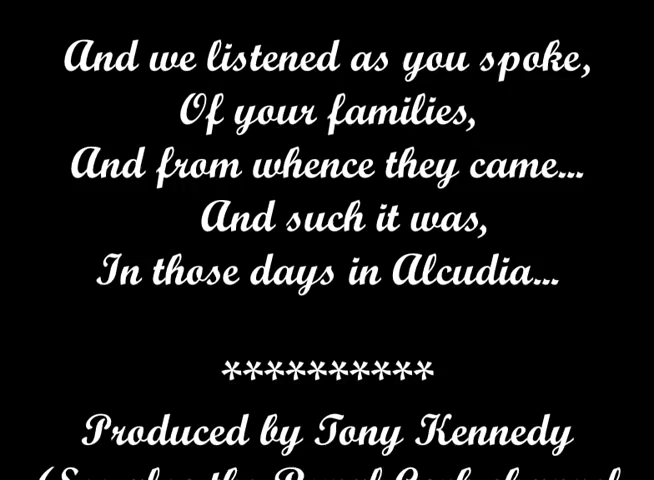 And we listened as you spoke,
Of your families,
And from whence they came...
And such it was,
In those days in Alcudia...
**********
Produced by Tony Kennedy
the